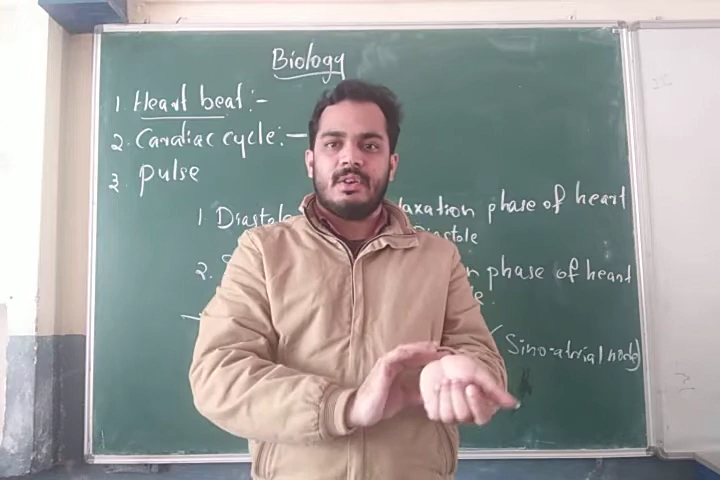 Biology
1. Heart beat :-
2. Cardiac cycle :-
3. pulse
1 Diastole laxation phase of heart
Diastole
2. S n phase of heart
e.
Sino-atrial node)